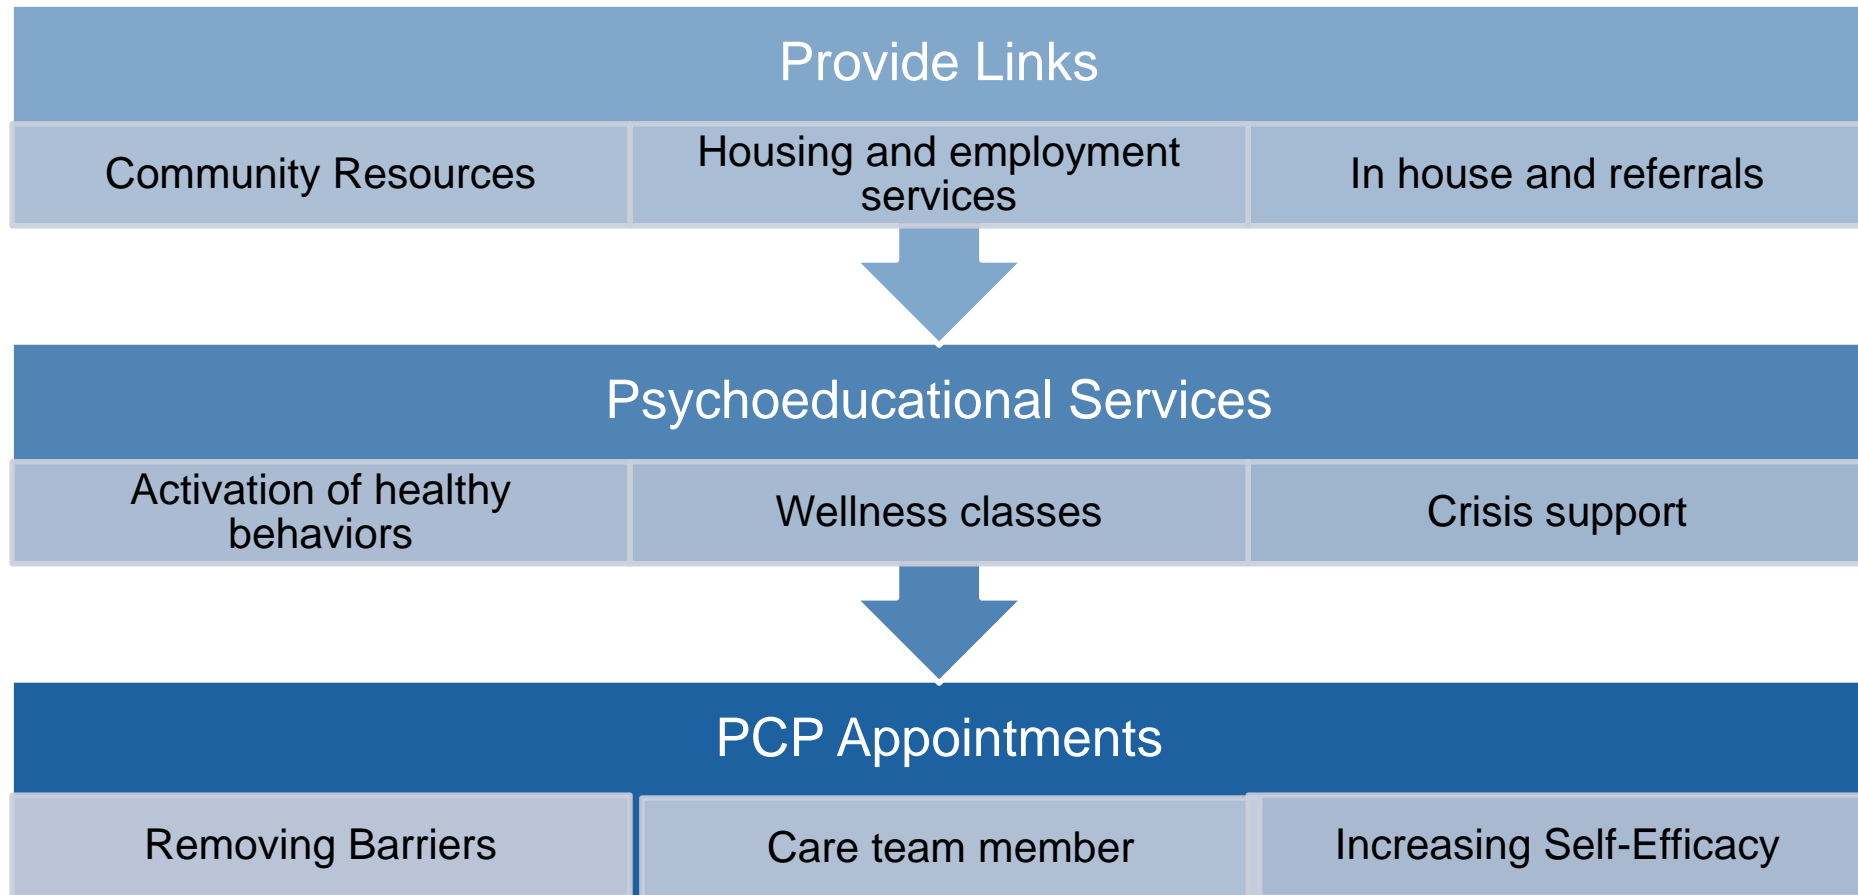 Provide Links
Community Resources
Housing and employment
services
In house and referrals
Psychoeducational Services
Activation of healthy
behaviors
Wellness classes
Crisis support
PCP Appointments
Removing Barriers
Care team member
Increasing Self-Efficacy